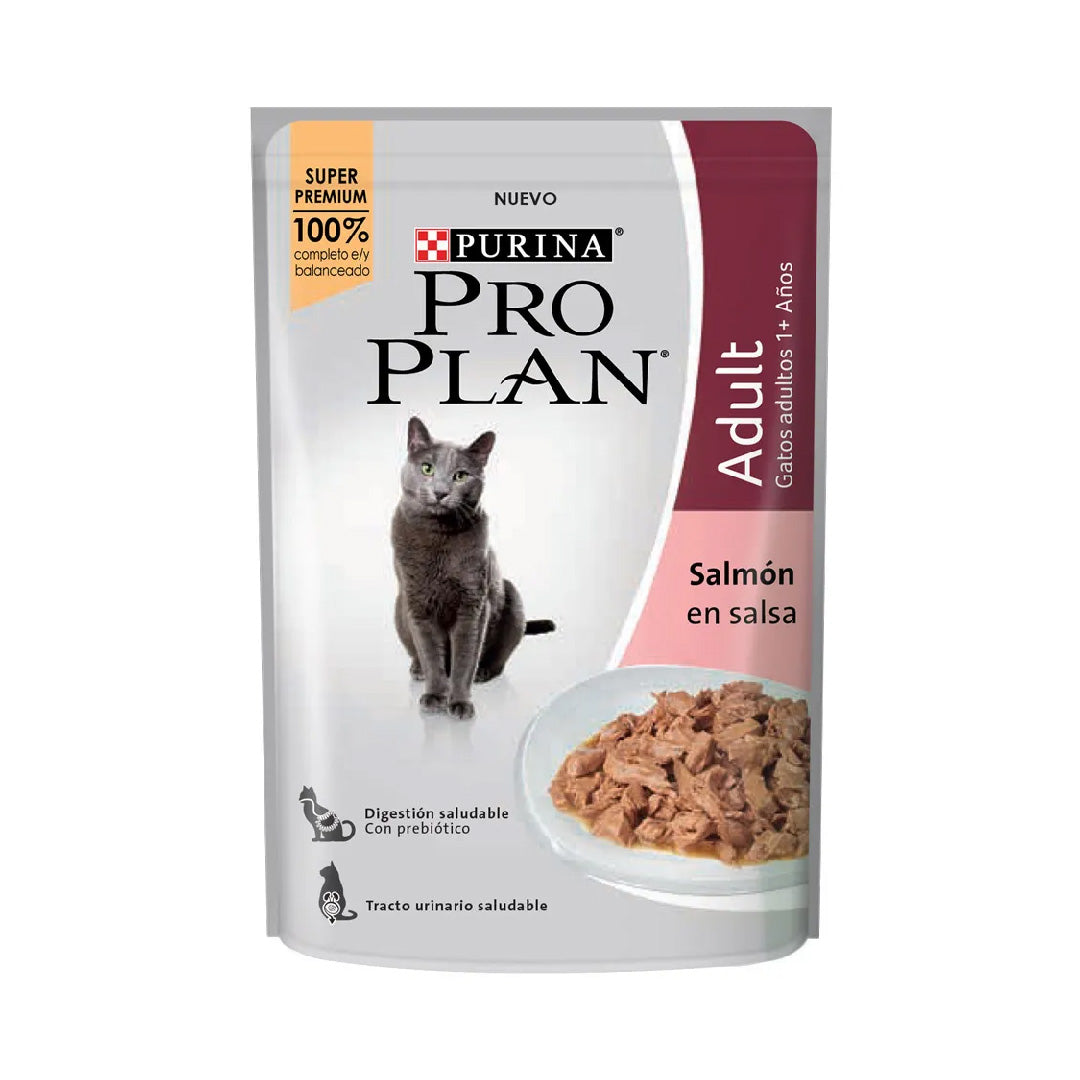 SUPER
PREMIUM
100%
completo e/y
balanceado
NUEVO
PURINA®
PRO
PLAN®
Adult
Gatos adultos 1+ Años
Salmón
en salsa
Digestión saludable
Con prebiótico
Tracto urinario saludable